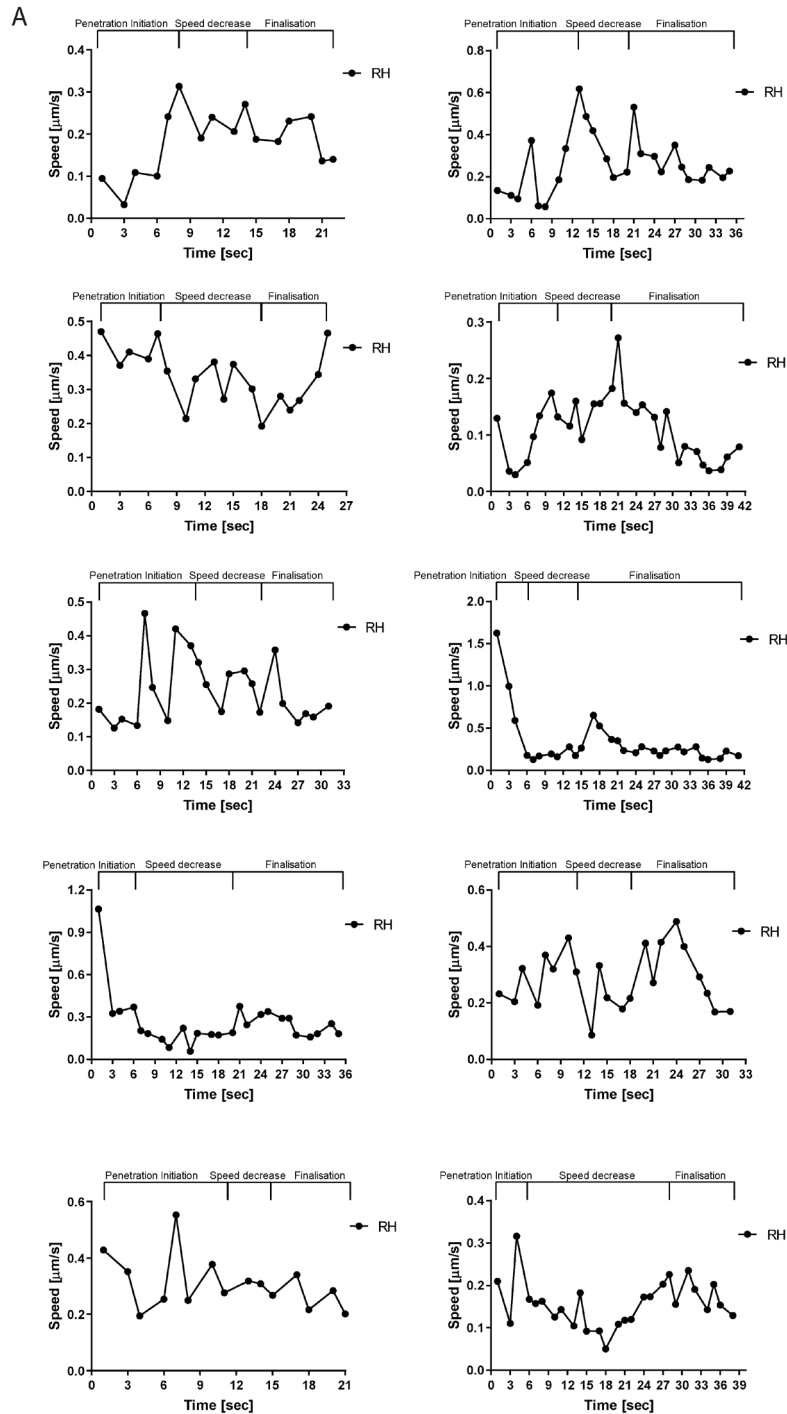 A
Penetration Initiation Speed decrease Finalisation
0.4
0.3
0.2
0.1
0.0
Speed [µm/s]
RH
0 3 6 9 12 15 18 21
Time [sec]
Penetration Initiation Speed decrease Finalisation
0.8
0.6
0.4
0.2
0.0
Speed [µm/s]
RH
0 3 6 9 12 15 18 21 24 27 30 33 36
Time [sec]
Penetration Initiation Speed decrease Finalisation
0.5
0.4
0.3
0.2
0.1
0.0
Speed [µm/s]
RH
0 3 6 9 12 15 18 21 24 27
Time [sec]
Penetration Initiation Speed decrease Finalisation
0.3
0.2
0.1
0.0
Speed [µm/s]
RH
0 3 6 9 12 15 18 21 24 27 30 33 36 39 42
Time [sec]
Penetration Initiation Speed decrease Finalisation
0.5
0.4
0.3
0.2
0.1
0.0
Speed [µm/s]
RH
0 3 6 9 12 15 18 21 24 27 30 33
Time [sec]
Penetration Initiation Speed decrease Finalisation
2.0
1.5
1.0
0.5
0.0
Speed [µm/s]
RH
0 3 6 9 12 15 18 21 24 27 30 33 36 39 42
Time [sec]
Penetration Initiation Speed decrease Finalisation
1.2
0.9
0.6
0.3
0.0
Speed [µm/s]
RH
0 3 6 9 12 15 18 21 24 27 30 33 36
Time [sec]
Penetration Initiation Speed decrease Finalisation
0.6
0.4
0.2
0.0
Speed [µm/s]
RH
0 3 6 9 12 15 18 21 24 27 30 33
Time [sec]
Penetration Initiation Speed decrease Finalisation
0.6
0.4
0.2
0.0
Speed [µm/s]
RH
0 3 6 9 12 15 18 21
Time [sec]
Penetration Initiation Speed decrease Finalisation
0.4
0.3
0.2
0.1
0.0
Speed [µm/s]
RH
0 3 6 9 12 15 18 21 24 27 30 33 36 39
Time [sec]